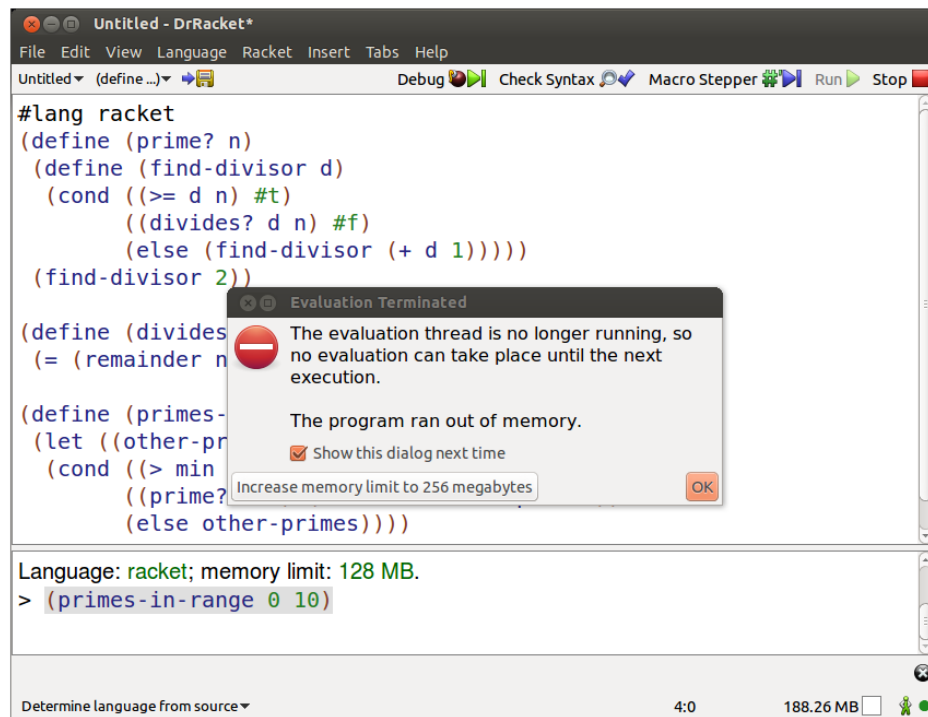 Untitled - DrRacket*
File Edit View Language Racket Insert Tabs Help
Untitled (define ...) Debug Check Syntax Macro Stepper Run Stop
#lang racket
(define (prime? n)
(define (find-divisor d)
(cond ((>= d n) #t)
((divides? d n) #f)
(else (find-divisor (+ d 1)))))
(find-divisor 2))
(define (divides
(= (remainder n
(define (primes-
(let ((other-pr
(cond ((> min
((prime?
(else other-primes))))
Evaluation Terminated
The evaluation thread is no longer running, so
no evaluation can take place until the next
execution.
The program ran out of memory.
Show this dialog next time
Increase memory limit to 256 megabytes OK
Language: racket; memory limit: 128 MB.
> (primes-in-range 0 10)
Determine language from source 4:0 188.26 MB